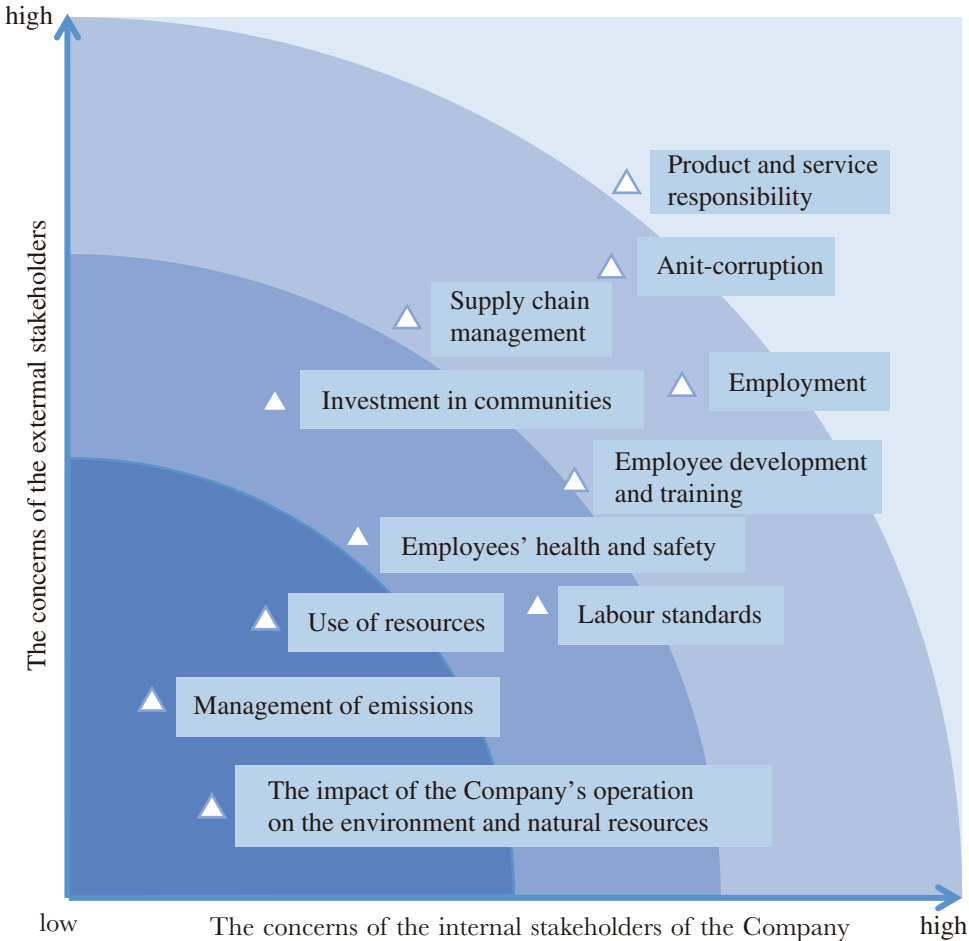 high
The concerns of the external stakeholders
Product and service
responsibility
Anit-corruption
Supply chain
management
Employment
Investment in communities
Employee development
and training
Employees’ health and safety
Labour standards
Use of resources
Management of emissions
The impact of the Company’s operation
on the environment and natural resources
low
The concerns of the internal stakeholders of the Company
high